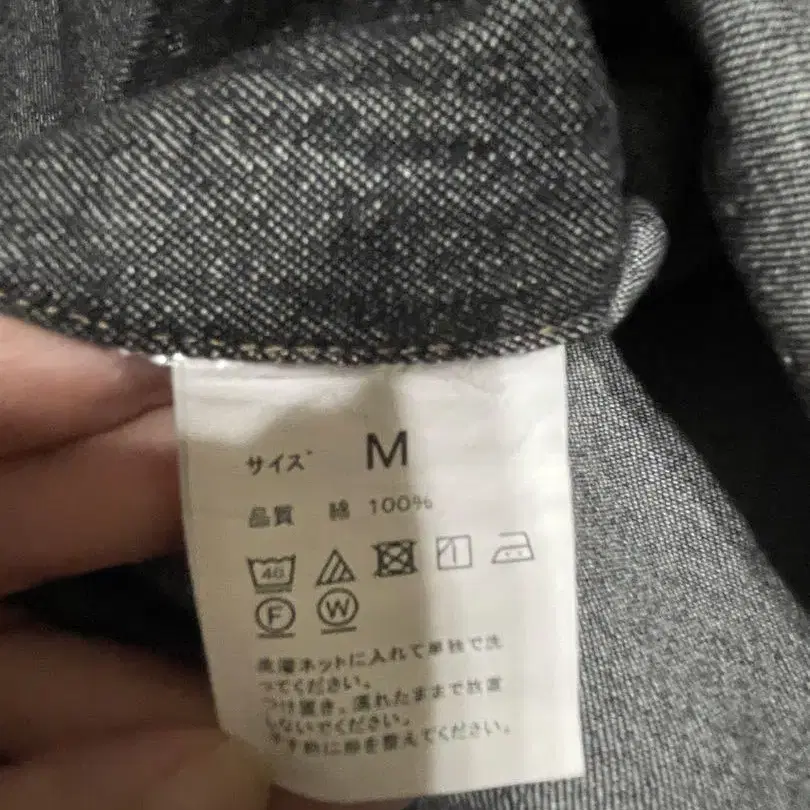 サイズ M
品質 綿 100%
40
F W
洗濯ネットに入れて単独で洗
ってください。
つけ置き、濡れたままで放置
しないでください。
干す前に形を整えてください。